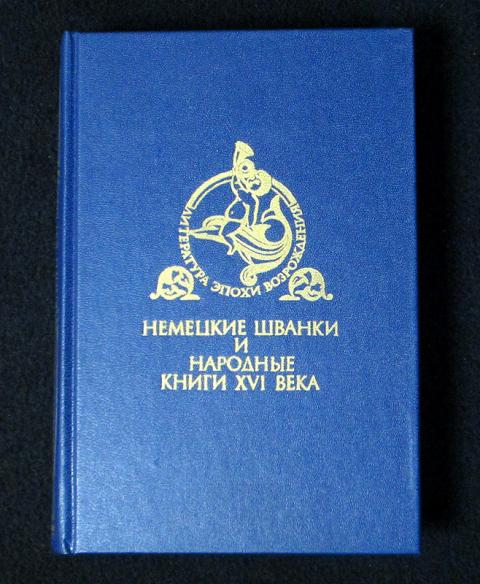 ЛИТЕРАТУРА ЭПОХИ ВОЗРОЖДЕНИЯ
НЕМЕЦКИЕ ШВАНКИ
И
НАРОДНЫЕ
КНИГИ XVI ВЕКА